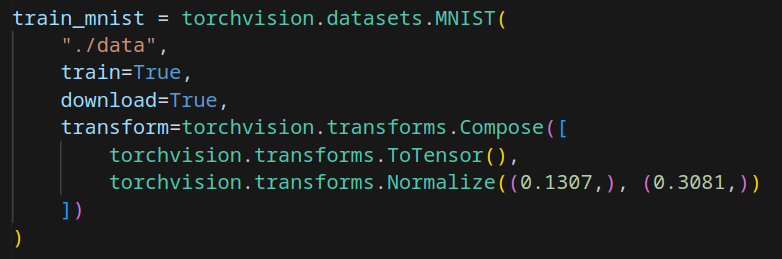 train_mnist = torchvision.datasets.MNIST(
    "./data",
    train=True,
    download=True,
    transform=torchvision.transforms.Compose([
        torchvision.transforms.ToTensor(),
        torchvision.transforms.Normalize((0.1307,), (0.3081,))
    ])
)